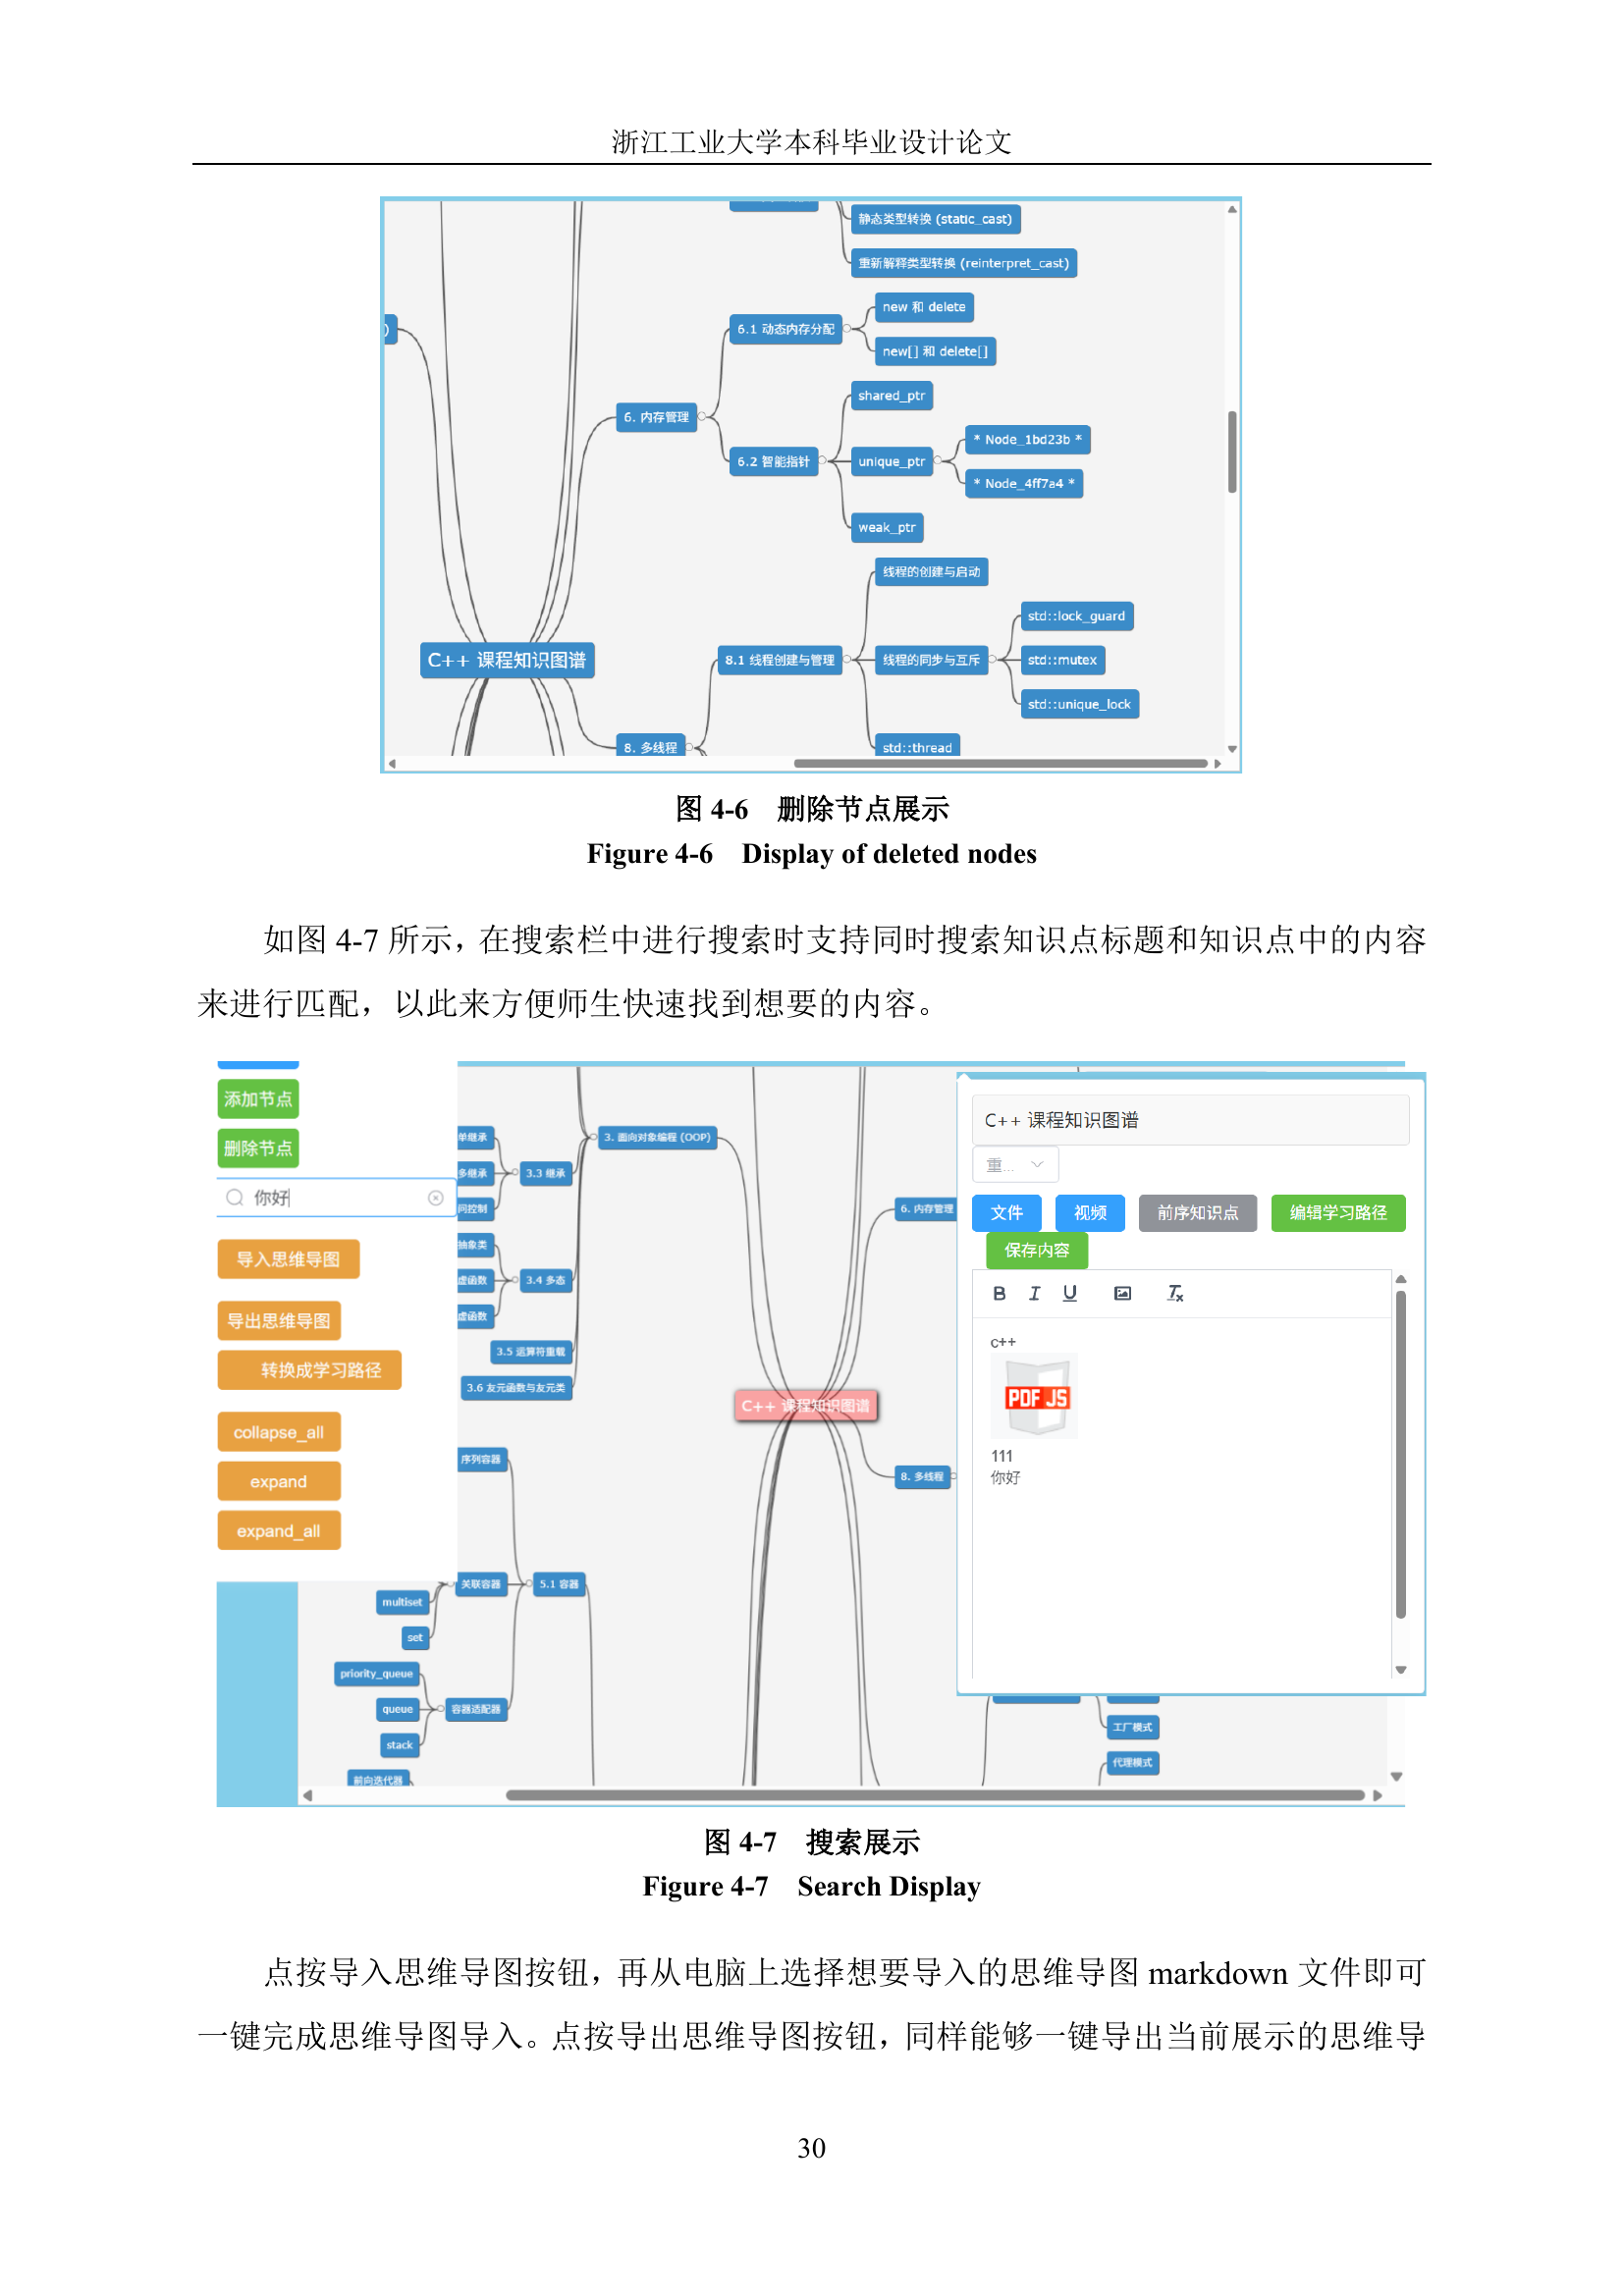 浙江工业大学本科毕业设计论文
静态类型转换 (static_cast)
重新解释类型转换 (reinterpret_cast)
new 和 delete
6.1 动态内存分配
new[] 和 delete[]
shared_ptr
6. 内存管理
* Node_1bd23b *
6.2 智能指针
unique_ptr
* Node_4ff7a4 *
weak_ptr
线程的创建与启动
std::lock_guard
C++ 课程知识图谱
8.1 线程创建与管理
线程的同步与互斥
std::mutex
std::unique_lock
8. 多线程
std::thread
图 4-6 删除节点展示
Figure 4-6 Display of deleted nodes
如图 4-7 所示，在搜索栏中进行搜索时支持同时搜索知识点标题和知识点中的内容
来进行匹配，以此来方便师生快速找到想要的内容。
添加节点
删除节点
你好
导入思维导图
导出思维导图
转换成学习路径
collapse_all
expand
expand_all
单继承
多继承
问控制
3.3 继承
3. 面向对象编程 (OOP)
抽象类
虚函数
虚函数
3.4 多态
3.5 运算符重载
3.6 友元函数与友元类
序列容器
关联容器
5.1 容器
multiset
set
priority_queue
queue
容器适配器
stack
前向迭代器
C++ 课程知识图谱
6. 内存管理
8. 多线程
C++ 课程知识图谱
重...
文件
视频
前序知识点
编辑学习路径
保存内容
B I U
c++
PDF JS
111
你好
工厂模式
代理模式
图 4-7 搜索展示
Figure 4-7 Search Display
点按导入思维导图按钮，再从电脑上选择想要导入的思维导图 markdown 文件即可
一键完成思维导图导入。点按导出思维导图按钮，同样能够一键导出当前展示的思维导
30